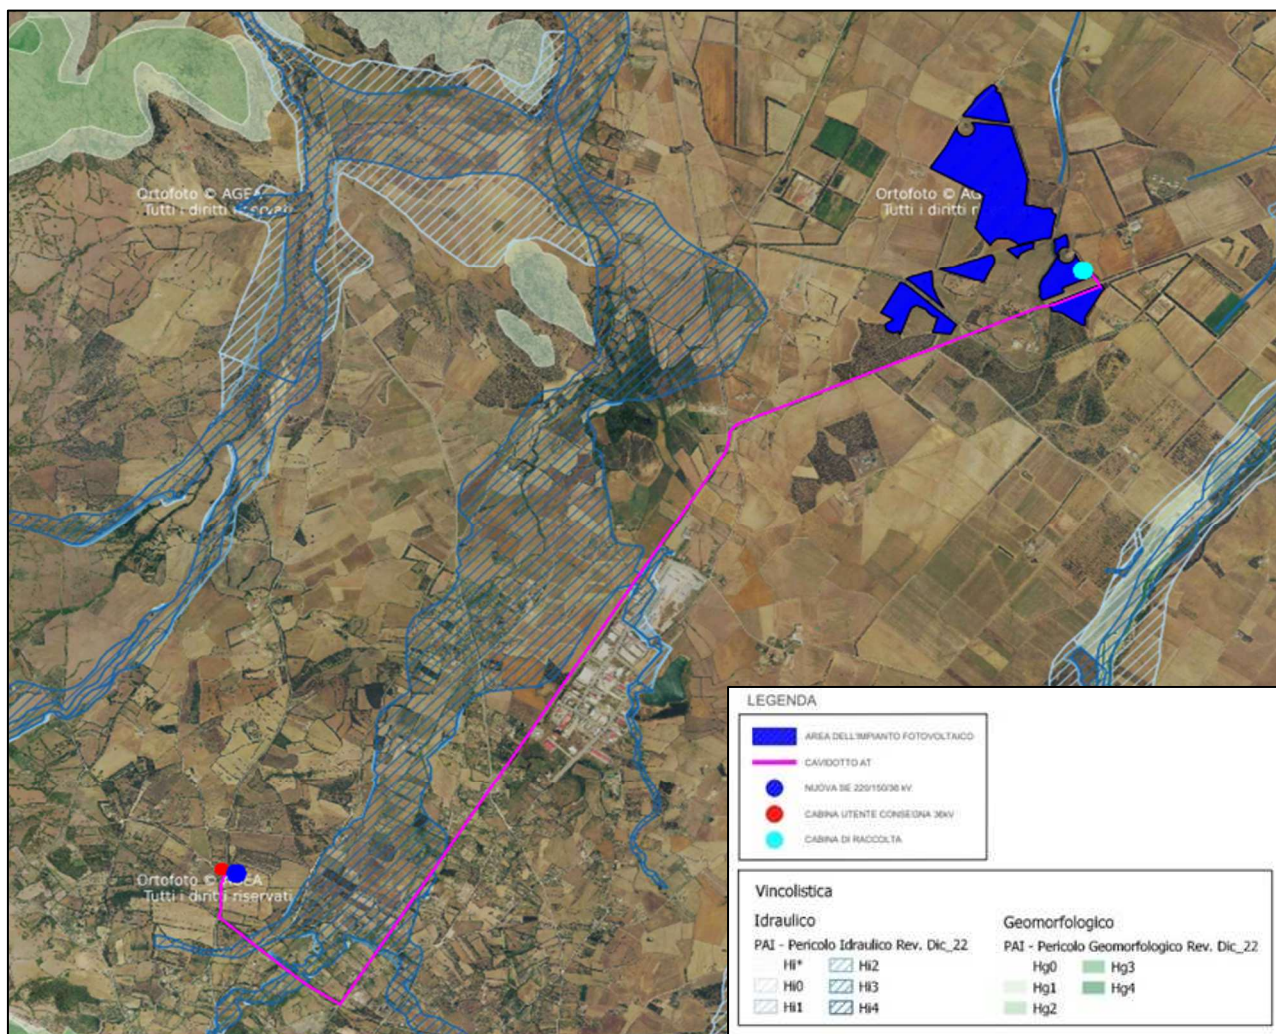 Ortofoto © AGEA
Tutti i diritti riservati
Ortofoto © AG
Tutti i diritti r
Ortofoto © AGEA
Tutti i diritti riservati
LEGENDA
AREA DELL'IMPIANTO FOTOVOLTAICO
CAVIDOTTO AT
NUOVA SE 220/150/36 kV
CABINA UTENTE CONSEGNA 36kV
CABINA DI RACCOLTA
Vincolistica
Idraulico
PAI - Pericolo Idraulico Rev. Dic_22
Hi*
Hi0
Hi1
Hi2
Hi3
Hi4
Geomorfologico
PAI - Pericolo Geomorfologico Rev. Dic_22
Hg0
Hg1
Hg2
Hg3
Hg4